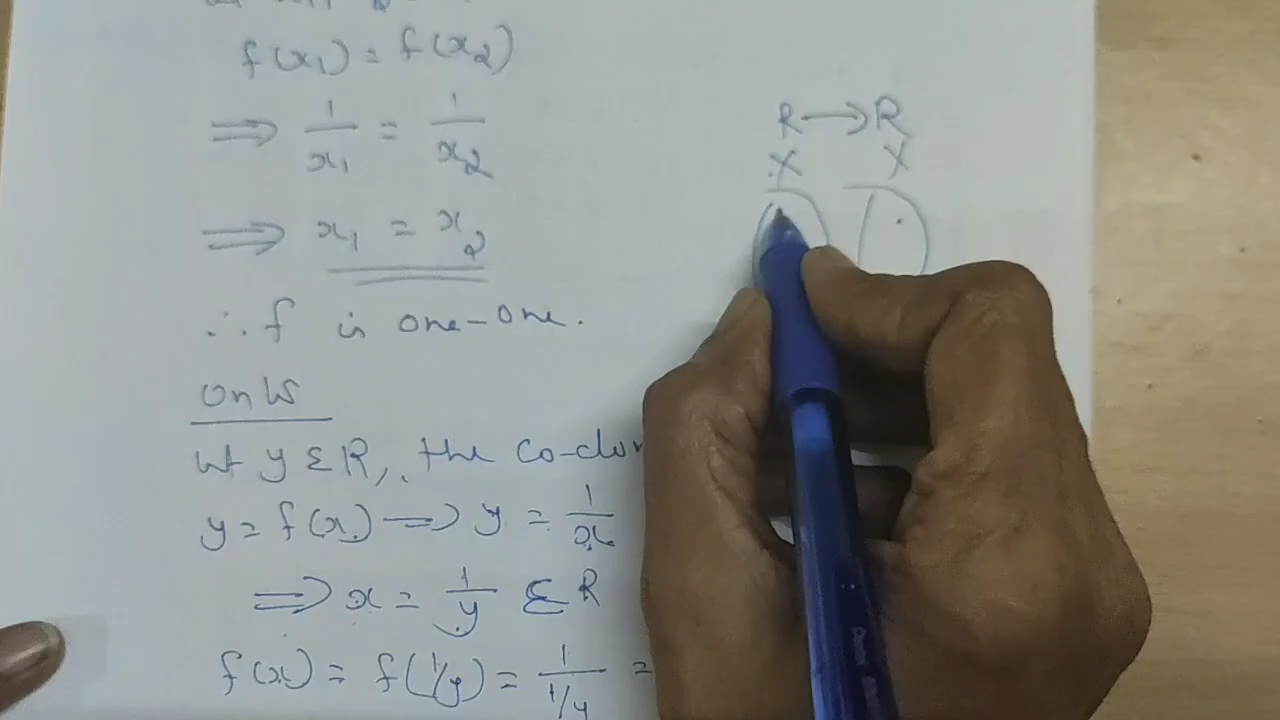 f(x₁) = f(x₂)
⟹ 1/x₁ = 1/x₂
⟹ x₁ = x₂
∴ f is one-one.
onto
let y ∈ R, the co-dom
y = f(x) ⟹ y = 1/x
⟹ x = 1/y ∈ R
f(x) = f(1/y) = 1/1/y =
R → R
X X